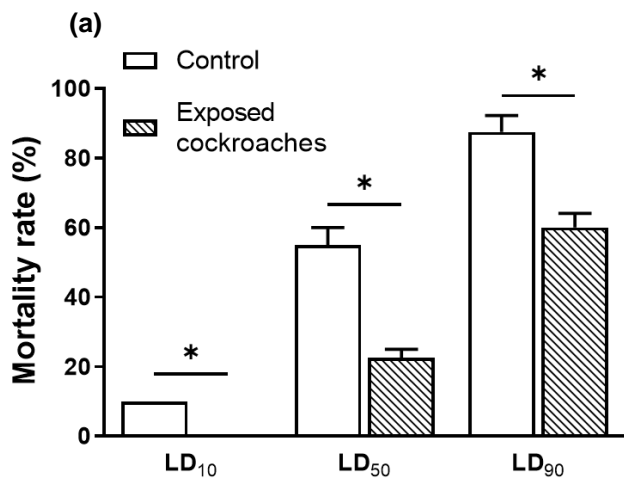 (a)
Control
Exposed
cockroaches
Mortality rate (%)
100
80
60
40
20
0
*
*
*
LD10
LD50
LD90